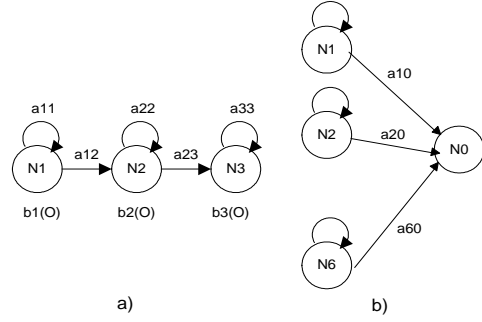 a11 a22 a33
a12 a23
N1 N2 N3
b1(O) b2(O) b3(O)
a)
N1
a10
N2
a20
N0
a60
N6
b)